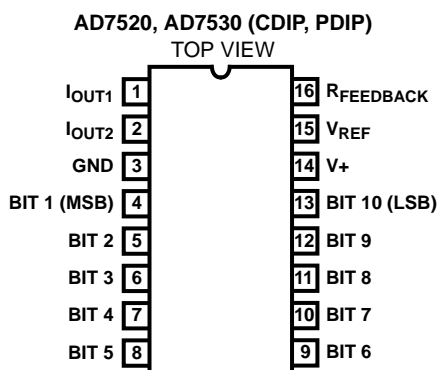 AD7520, AD7530 (CDIP, PDIP)
TOP VIEW
IOUT1 1 16 RFEEDBACK
IOUT2 2 15 VREF
GND 3 14 V+
BIT 1 (MSB) 4 13 BIT 10 (LSB)
BIT 2 5 12 BIT 9
BIT 3 6 11 BIT 8
BIT 4 7 10 BIT 7
BIT 5 8 9 BIT 6